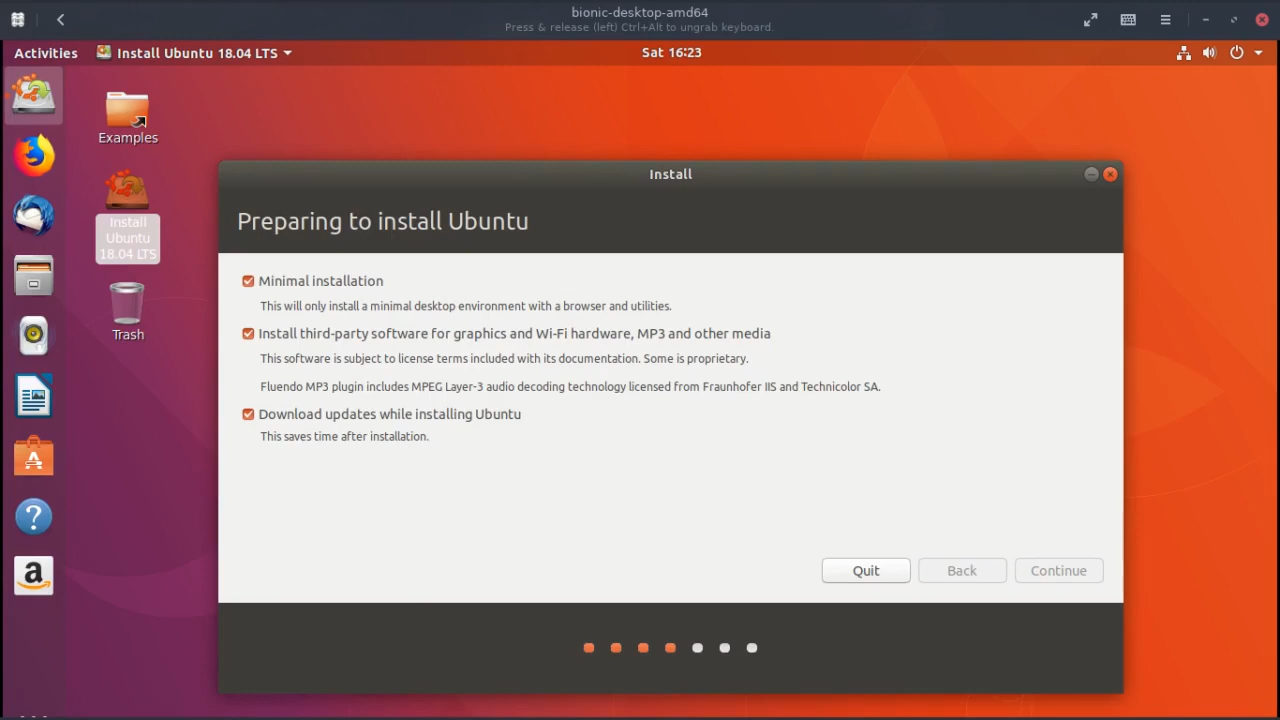 bionic-desktop-amd64
Press & release (left) Ctrl+Alt to ungrab keyboard.
Activities
Install Ubuntu 18.04 LTS
Sat 16:23
Examples
Install
Ubuntu
18.04 LTS
Trash
Install
Preparing to install Ubuntu
Minimal installation
This will only install a minimal desktop environment with a browser and utilities.
Install third-party software for graphics and Wi-Fi hardware, MP3 and other media
This software is subject to license terms included with its documentation. Some is proprietary.
Fluendo MP3 plugin includes MPEG Layer-3 audio decoding technology licensed from Fraunhofer IIS and Technicolor SA.
Download updates while installing Ubuntu
This saves time after installation.
Quit
Back
Continue